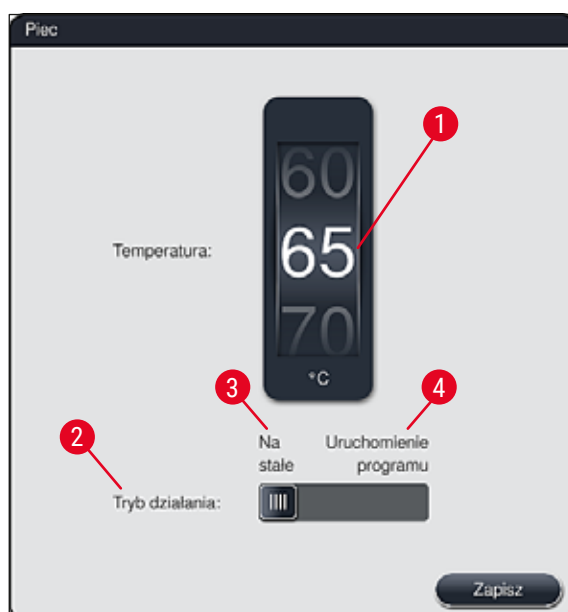 Piec
1
60
Temperatura:
65
70
°C
3
4
2
Na stałe
Uruchomienie programu
Tryb działania:
Zapisz